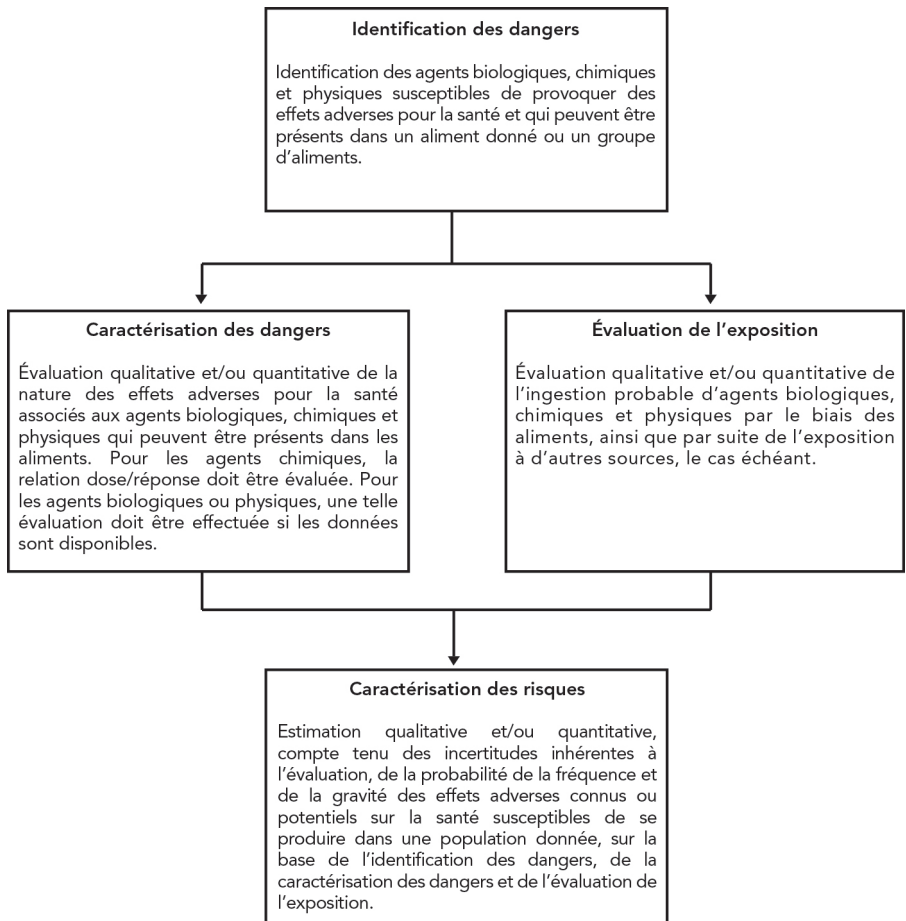 Identification des dangers
Identification des agents biologiques, chimiques
et physiques susceptibles de provoquer des
effets adverses pour la santé et qui peuvent être
présents dans un aliment donné ou un groupe
d’aliments.
Caractérisation des dangers
Évaluation qualitative et/ou quantitative de la
nature des effets adverses pour la santé
associés aux agents biologiques, chimiques et
physiques qui peuvent être présents dans les
aliments. Pour les agents chimiques, la
relation dose/réponse doit être évaluée. Pour
les agents biologiques ou physiques, une telle
évaluation doit être effectuée si les données
sont disponibles.
Évaluation de l’exposition
Évaluation qualitative et/ou quantitative de
l’ingestion probable d’agents biologiques,
chimiques et physiques par le biais des
aliments, ainsi que par suite de l’exposition
à d’autres sources, le cas échéant.
Caractérisation des risques
Estimation qualitative et/ou quantitative,
compte tenu des incertitudes inhérentes à
l’évaluation, de la probabilité de la fréquence et
de la gravité des effets adverses connus ou
potentiels sur la santé susceptibles de se
produire dans une population donnée, sur la
base de l’identification des dangers, de la
caractérisation des dangers et de l’évaluation de
l’exposition.